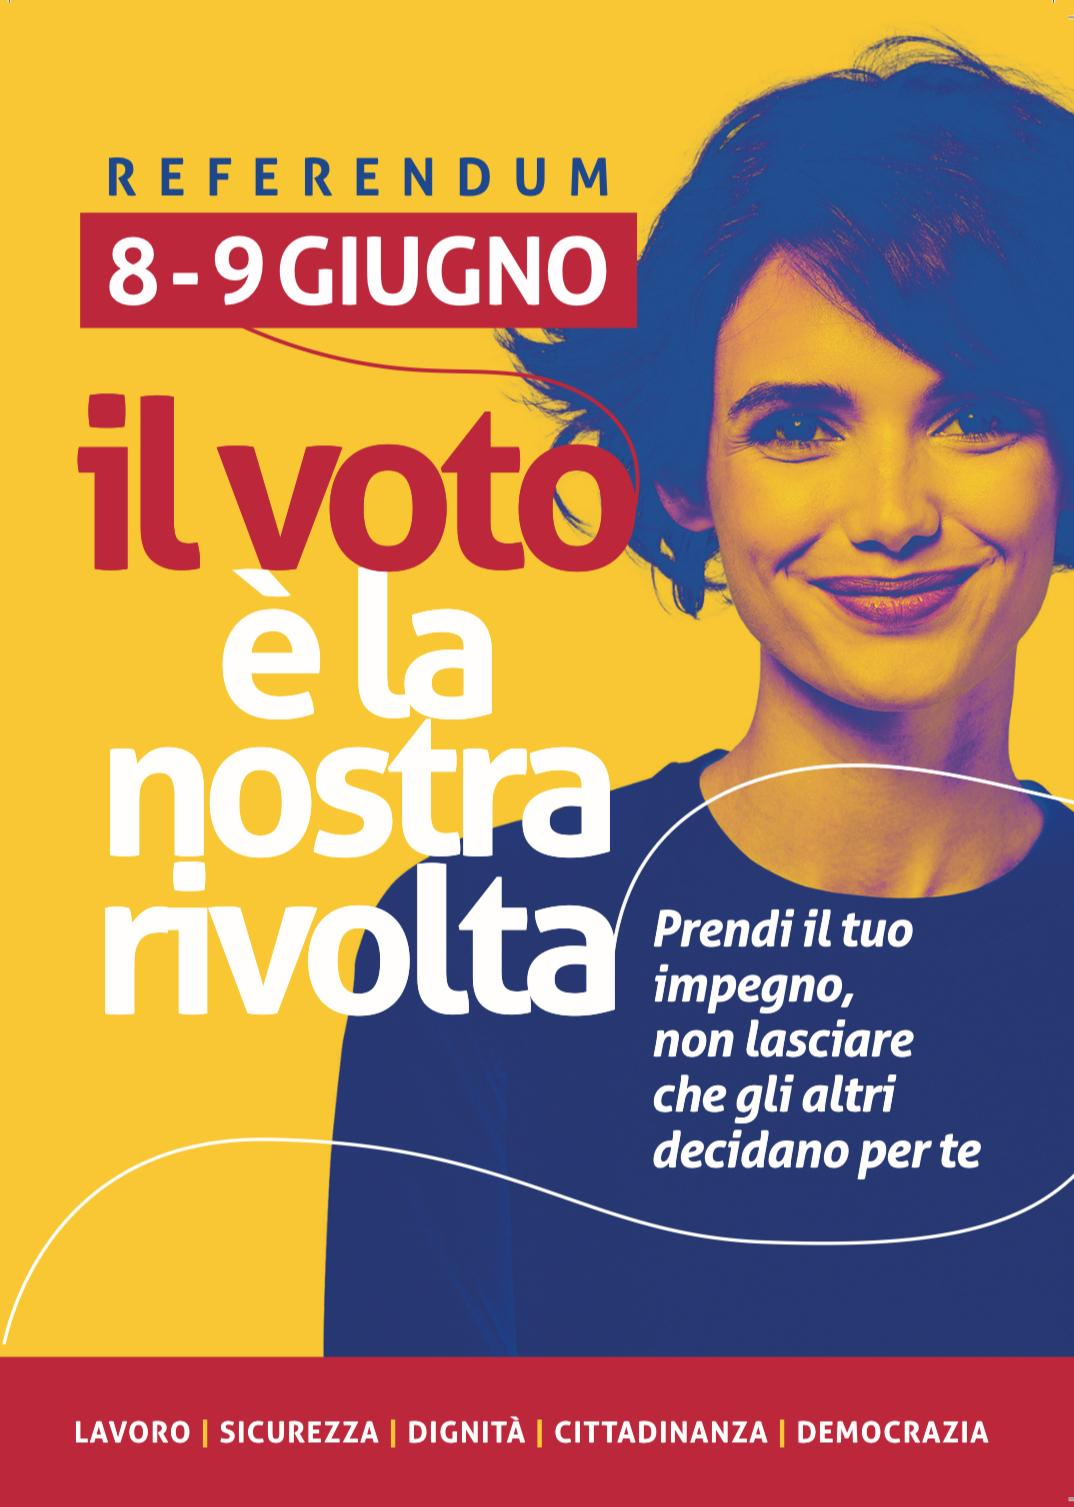 REFERENDUM
8 - 9 GIUGNO
il voto
è la
nostra
rivolta
Prendi il tuo
impegno,
non lasciare
che gli altri
decidano per te
LAVORO | SICUREZZA | DIGNITÀ | CITTADINANZA | DEMOCRAZIA